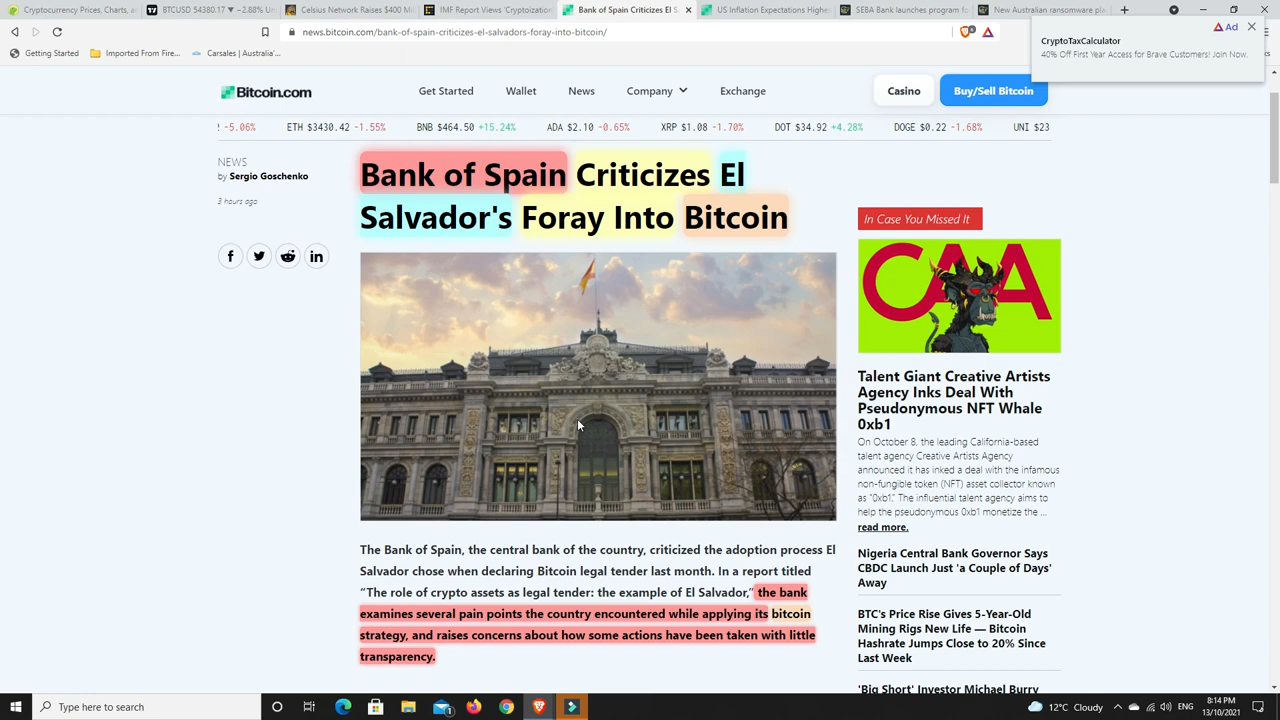 Cryptocurrency Prices, Charts, a
BTCUSD 54380.17 ▼ −2.88% Un
Celsius Network Raises $400 Mi
IMF Report Views 'Cryptoization
Bank of Spain Criticizes El S
US Inflation Expectations Highes
SEBA Bank launches program fo
New Australian ransomware pla
news.bitcoin.com/bank-of-spain-criticizes-el-salvadors-foray-into-bitcoin/
Getting Started
Imported From Fire...
Carsales | Australia'...
Ad
CryptoTaxCalculator
40% Off First Year Access for Brave Customers! Join Now.
Bitcoin.com
Get Started
Wallet
News
Company
Exchange
Casino
Buy/Sell Bitcoin
-5.06% ETH $3430.42 -1.55% BNB $464.50 +15.24% ADA $2.10 -0.65% XRP $1.08 -1.70% DOT $34.92 +4.28% DOGE $0.22 -1.68% UNI $23
NEWS
by Sergio Goschenko
3 hours ago
Bank of Spain Criticizes El
Salvador's Foray Into Bitcoin
The Bank of Spain, the central bank of the country, criticized the adoption process El
Salvador chose when declaring Bitcoin legal tender last month. In a report titled
“The role of crypto assets as legal tender: the example of El Salvador,” the bank
examines several pain points the country encountered while applying its bitcoin
strategy, and raises concerns about how some actions have been taken with little
transparency.
In Case You Missed It
CAA
Talent Giant Creative Artists
Agency Inks Deal With
Pseudonymous NFT Whale
0xb1
On October 8, the leading California-based
talent agency Creative Artists Agency
announced it has inked a deal with the infamous
non-fungible token (NFT) asset collector known
as "0xb1." The influential talent agency aims to
help the pseudonymous 0xb1 monetize the ...
read more.
Nigeria Central Bank Governor Says
CBDC Launch Just 'a Couple of Days'
Away
BTC's Price Rise Gives 5-Year-Old
Mining Rigs New Life — Bitcoin
Hashrate Jumps Close to 20% Since
Last Week
'Big Short' Investor Michael Burry
Type here to search
12°C Cloudy
8:14 PM
13/10/2021